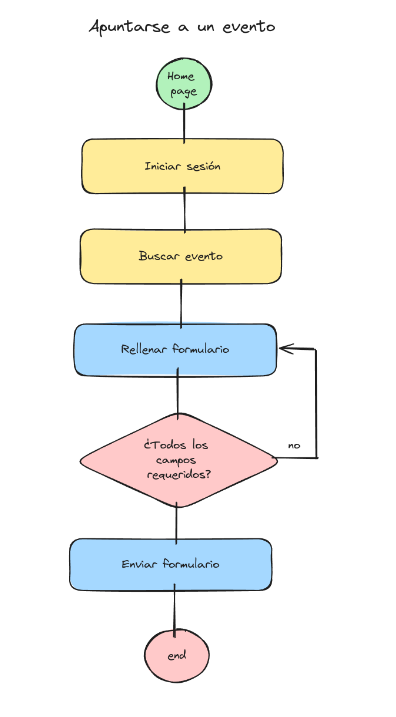 Apuntarse a un evento
Home
page
Iniciar sesión
Buscar evento
Rellenar formulario
¿Todos los
campos
requeridos?
no
Enviar formulario
end